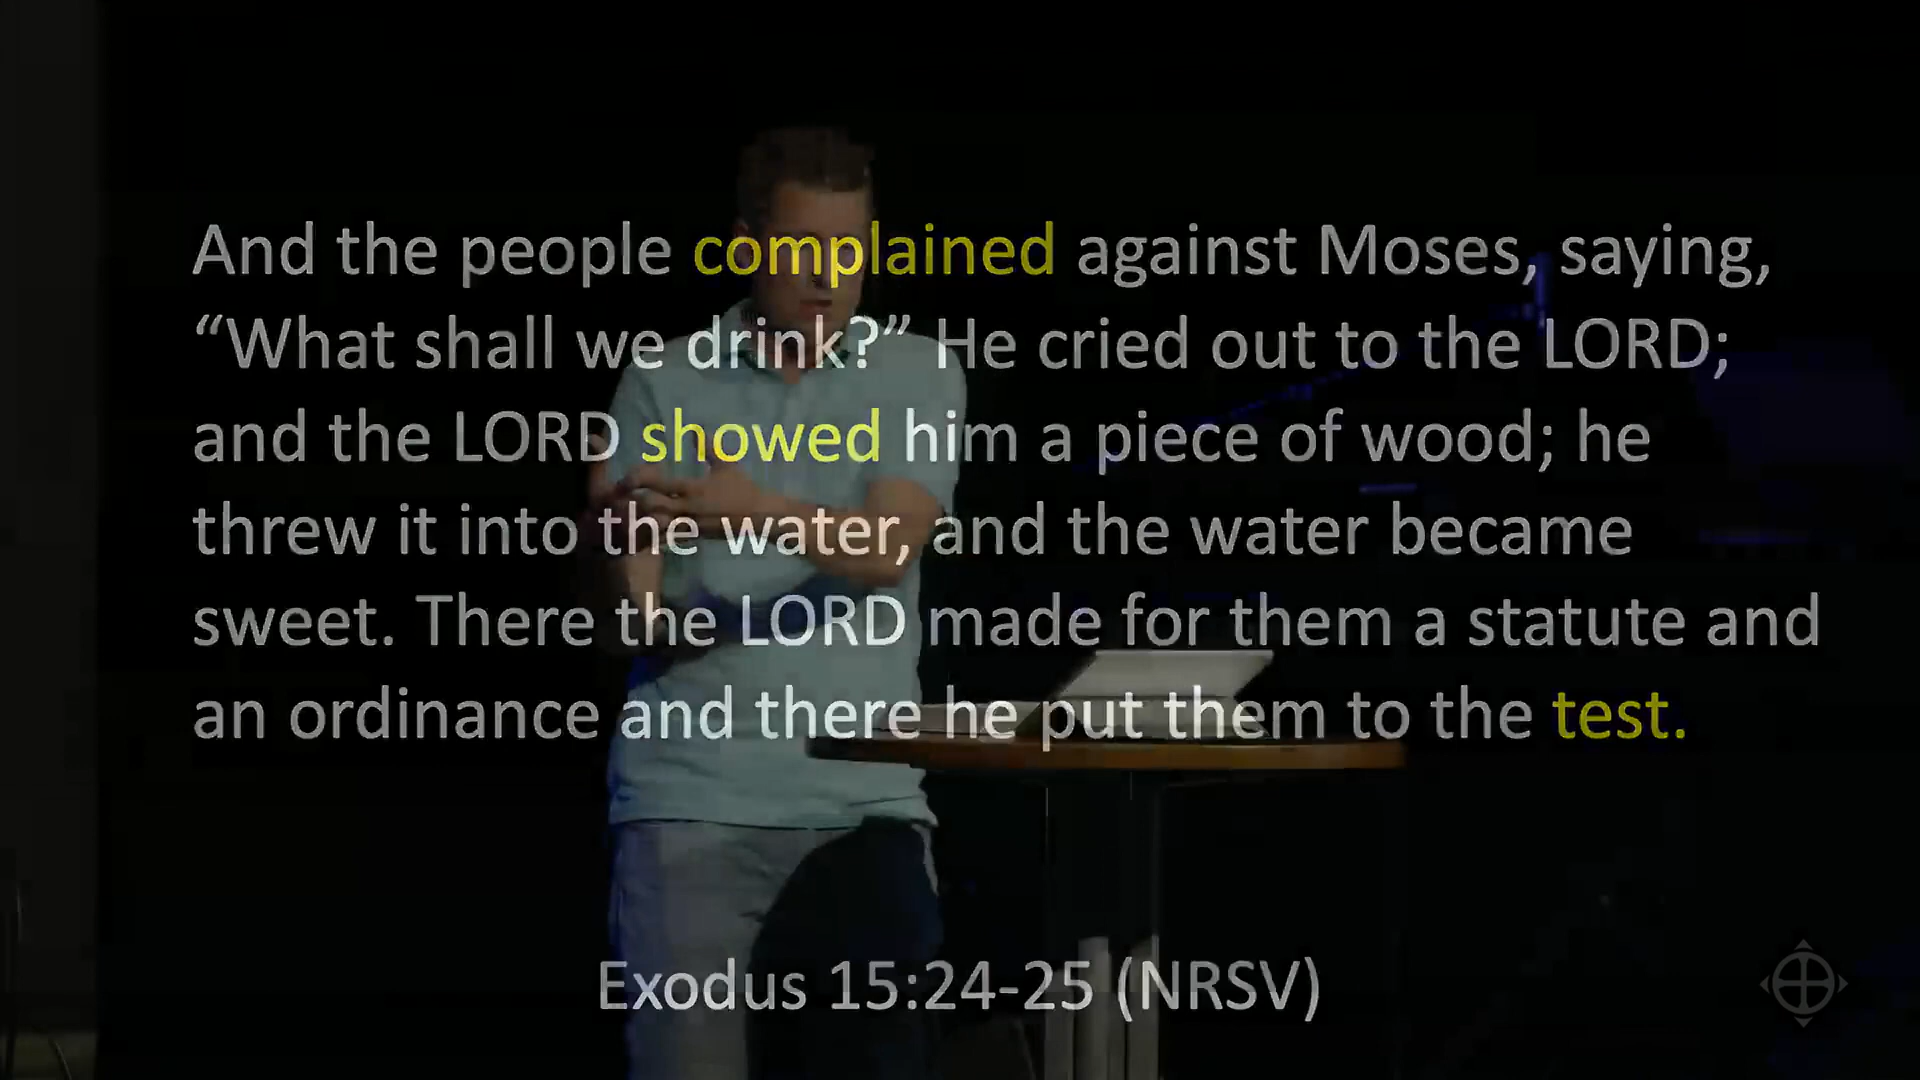 And the people complained against Moses, saying,
“What shall we drink?” He cried out to the LORD;
and the LORD showed him a piece of wood; he
threw it into the water, and the water became
sweet. There the LORD made for them a statute and
an ordinance and there he put them to the test.
Exodus 15:24-25 (NRSV)